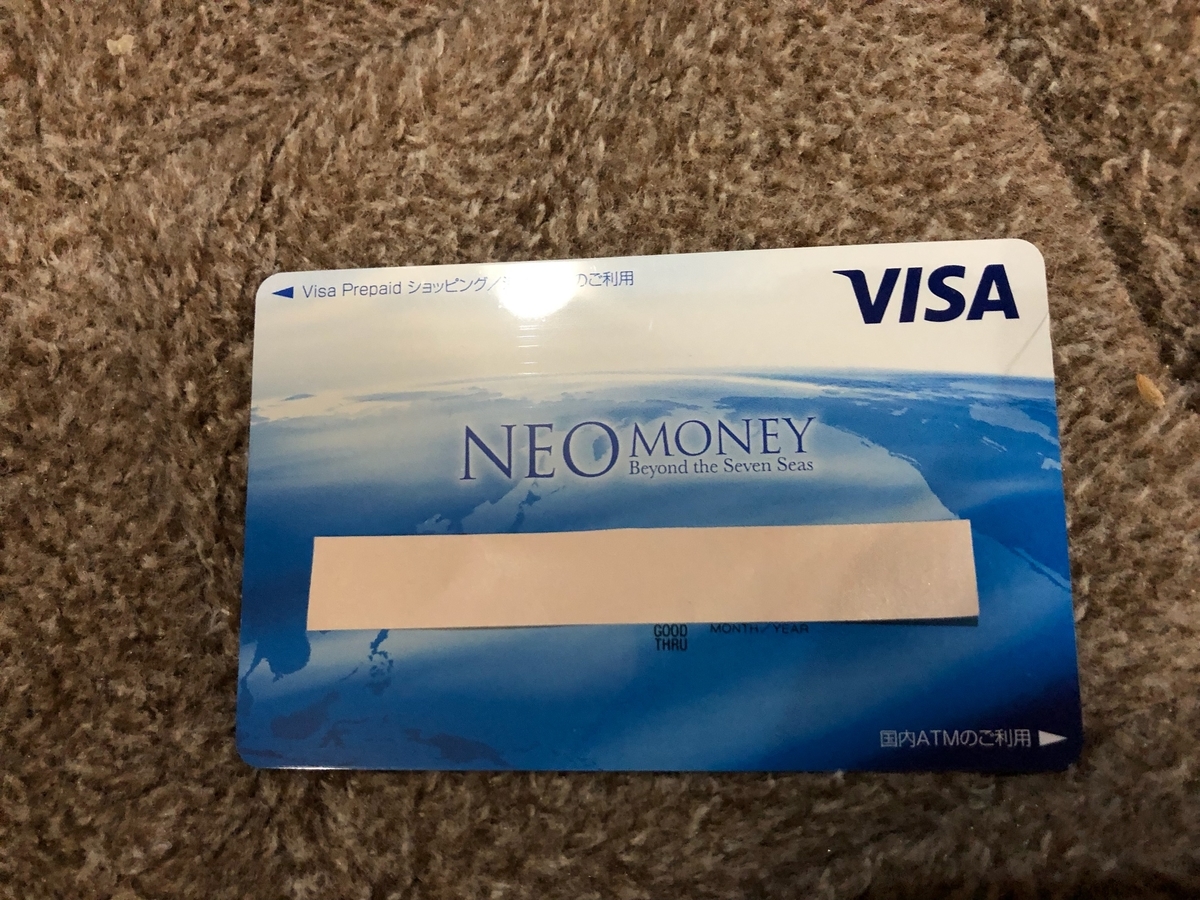 Visa Prepaid ショッピング/ のご利用
VISA
NEO MONEY
Beyond the Seven Seas
GOOD THRU
MONTH/YEAR
国内ATMのご利用